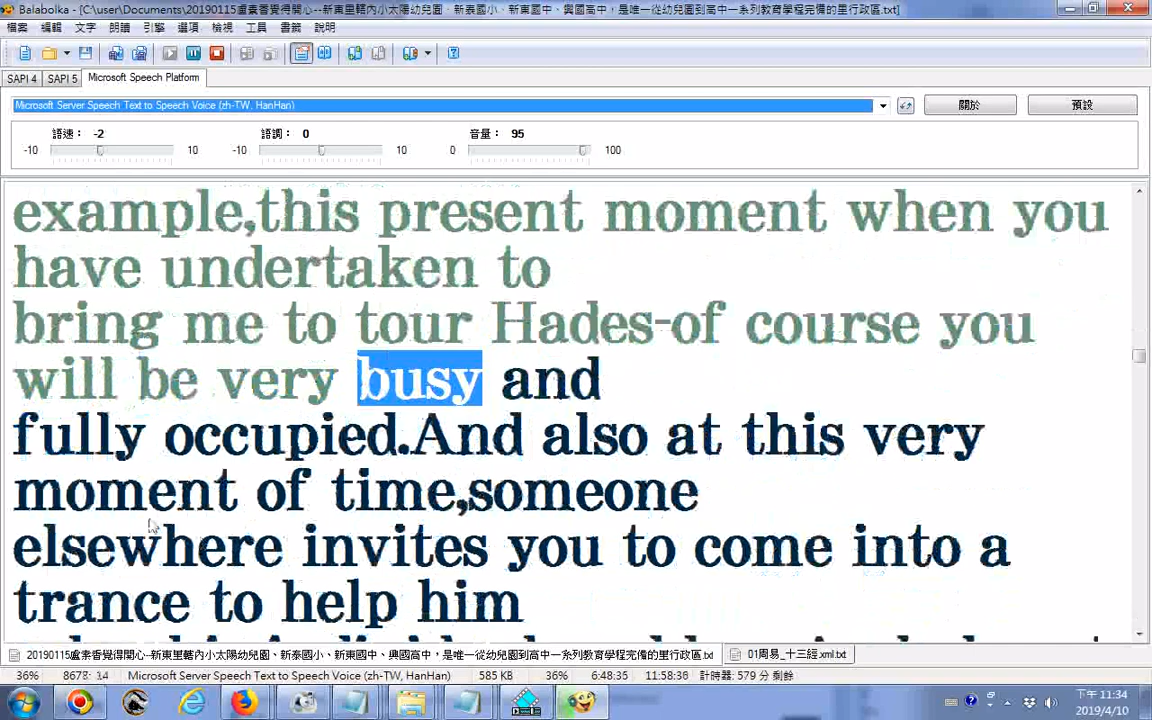 Balabolka - [C:\user\Documents\20190115盧素香覺得開心--新東里轄內小太陽幼兒園、新泰國小、新東國中、興國高中，是唯一從幼兒園到高中一系列教育學程完備的里行政區.txt]
檔案 編輯 文字 朗讀 引擎 選項 檢視 工具 書籤 說明
SAPI 4 SAPI 5 Microsoft Speech Platform
Microsoft Server Speech Text to Speech Voice (zh-TW, HanHan) 關於 預設
語速： -2 語調： 0 音量： 95
-10 10 -10 10 0 100
example,this present moment when you
have undertaken to
bring me to tour Hades-of course you
will be very busy and
fully occupied.And also at this very
moment of time,someone
elsewhere invites you to come into a
trance to help him
20190115盧素香覺得開心--新東里轄內小太陽幼兒園、新泰國小、新東國中、興國高中，是唯一從幼兒園到高中一系列教育學程完備的里行政區.txt 01周易_十三經.xml.txt
36% 8678: 14 Microsoft Server Speech Text to Speech Voice (zh-TW, HanHan) 585 KB 36% 6:48:35 11:58:36 計時器： 579 分 剩餘
下午 11:34
2019/4/10